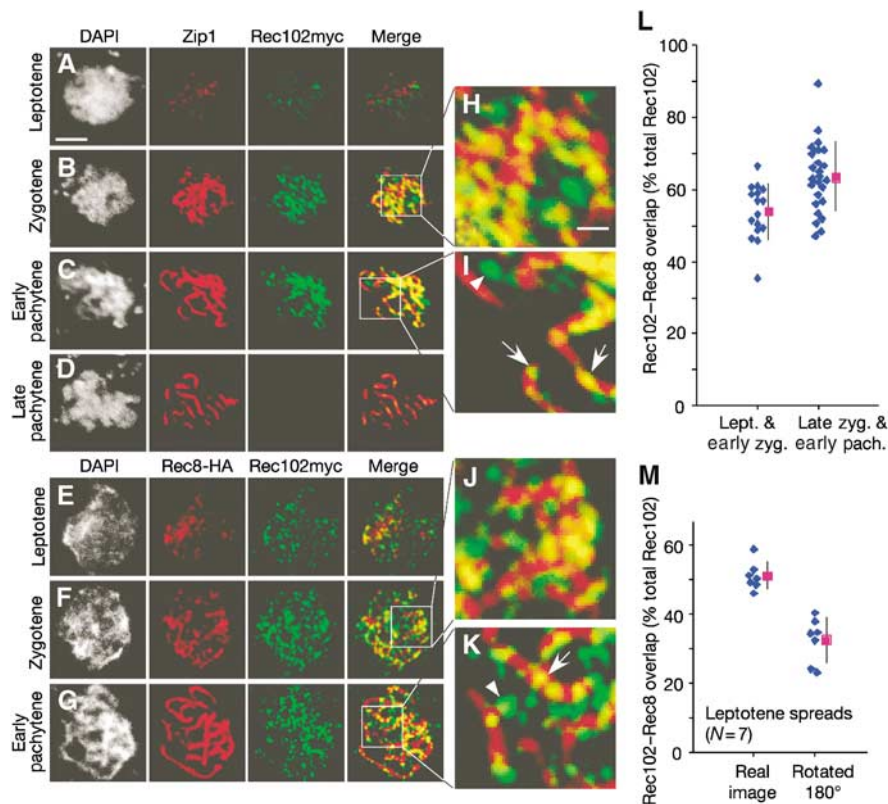 DAPI Zip1 Rec102myc Merge
Leptotene
A
Zygotene
B
Early pachytene
C
Late pachytene
D
H
I
DAPI Rec8-HA Rec102myc Merge
Leptotene
E
Zygotene
F
Early pachytene
G
J
K
L
Rec102–Rec8 overlap (% total Rec102)
100
80
60
40
20
0
Lept. & early zyg.
Late zyg. & early pach.
M
Rec102–Rec8 overlap (% total Rec102)
60
40
20
0
Leptotene spreads
(N=7)
Real image
Rotated 180°